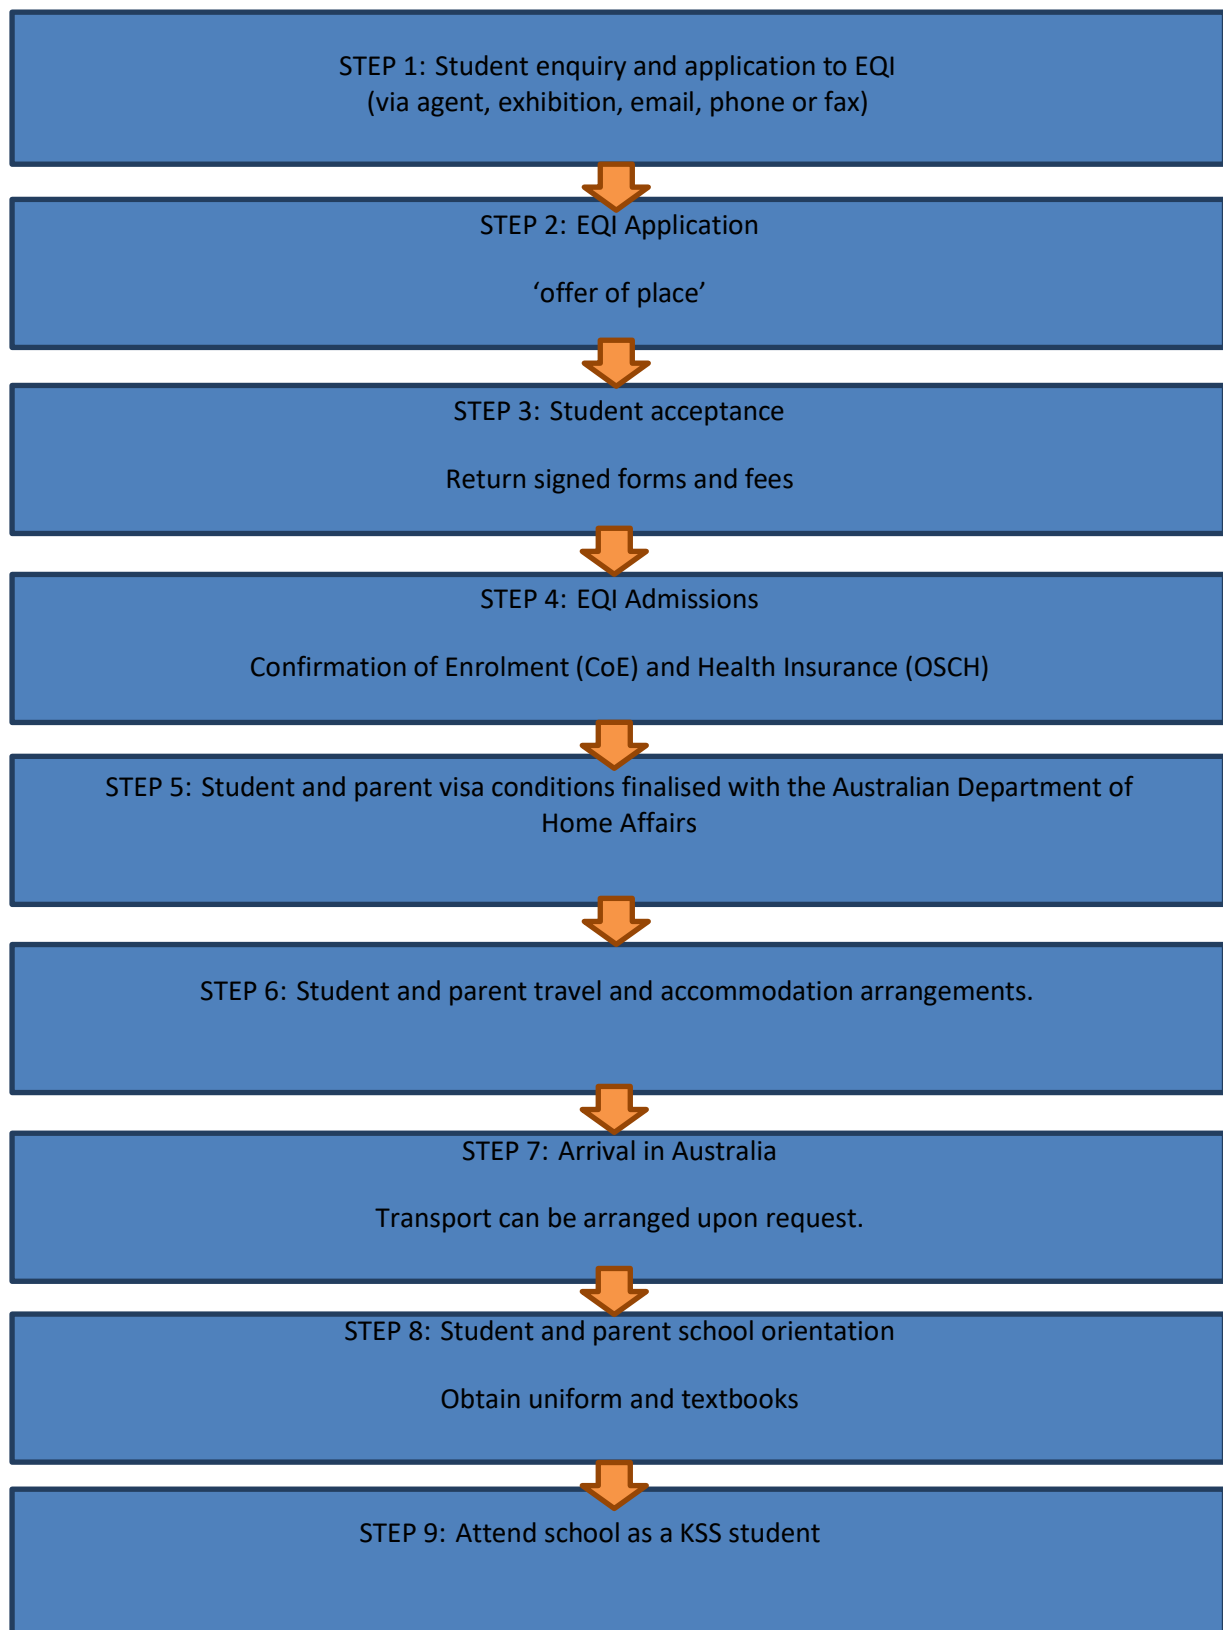 STEP 1: Student enquiry and application to EQI
(via agent, exhibition, email, phone or fax)
STEP 2: EQI Application
‘offer of place’
STEP 3: Student acceptance
Return signed forms and fees
STEP 4: EQI Admissions
Confirmation of Enrolment (CoE) and Health Insurance (OSCH)
STEP 5: Student and parent visa conditions finalised with the Australian Department of
Home Affairs
STEP 6: Student and parent travel and accommodation arrangements.
STEP 7: Arrival in Australia
Transport can be arranged upon request.
STEP 8: Student and parent school orientation
Obtain uniform and textbooks
STEP 9: Attend school as a KSS student